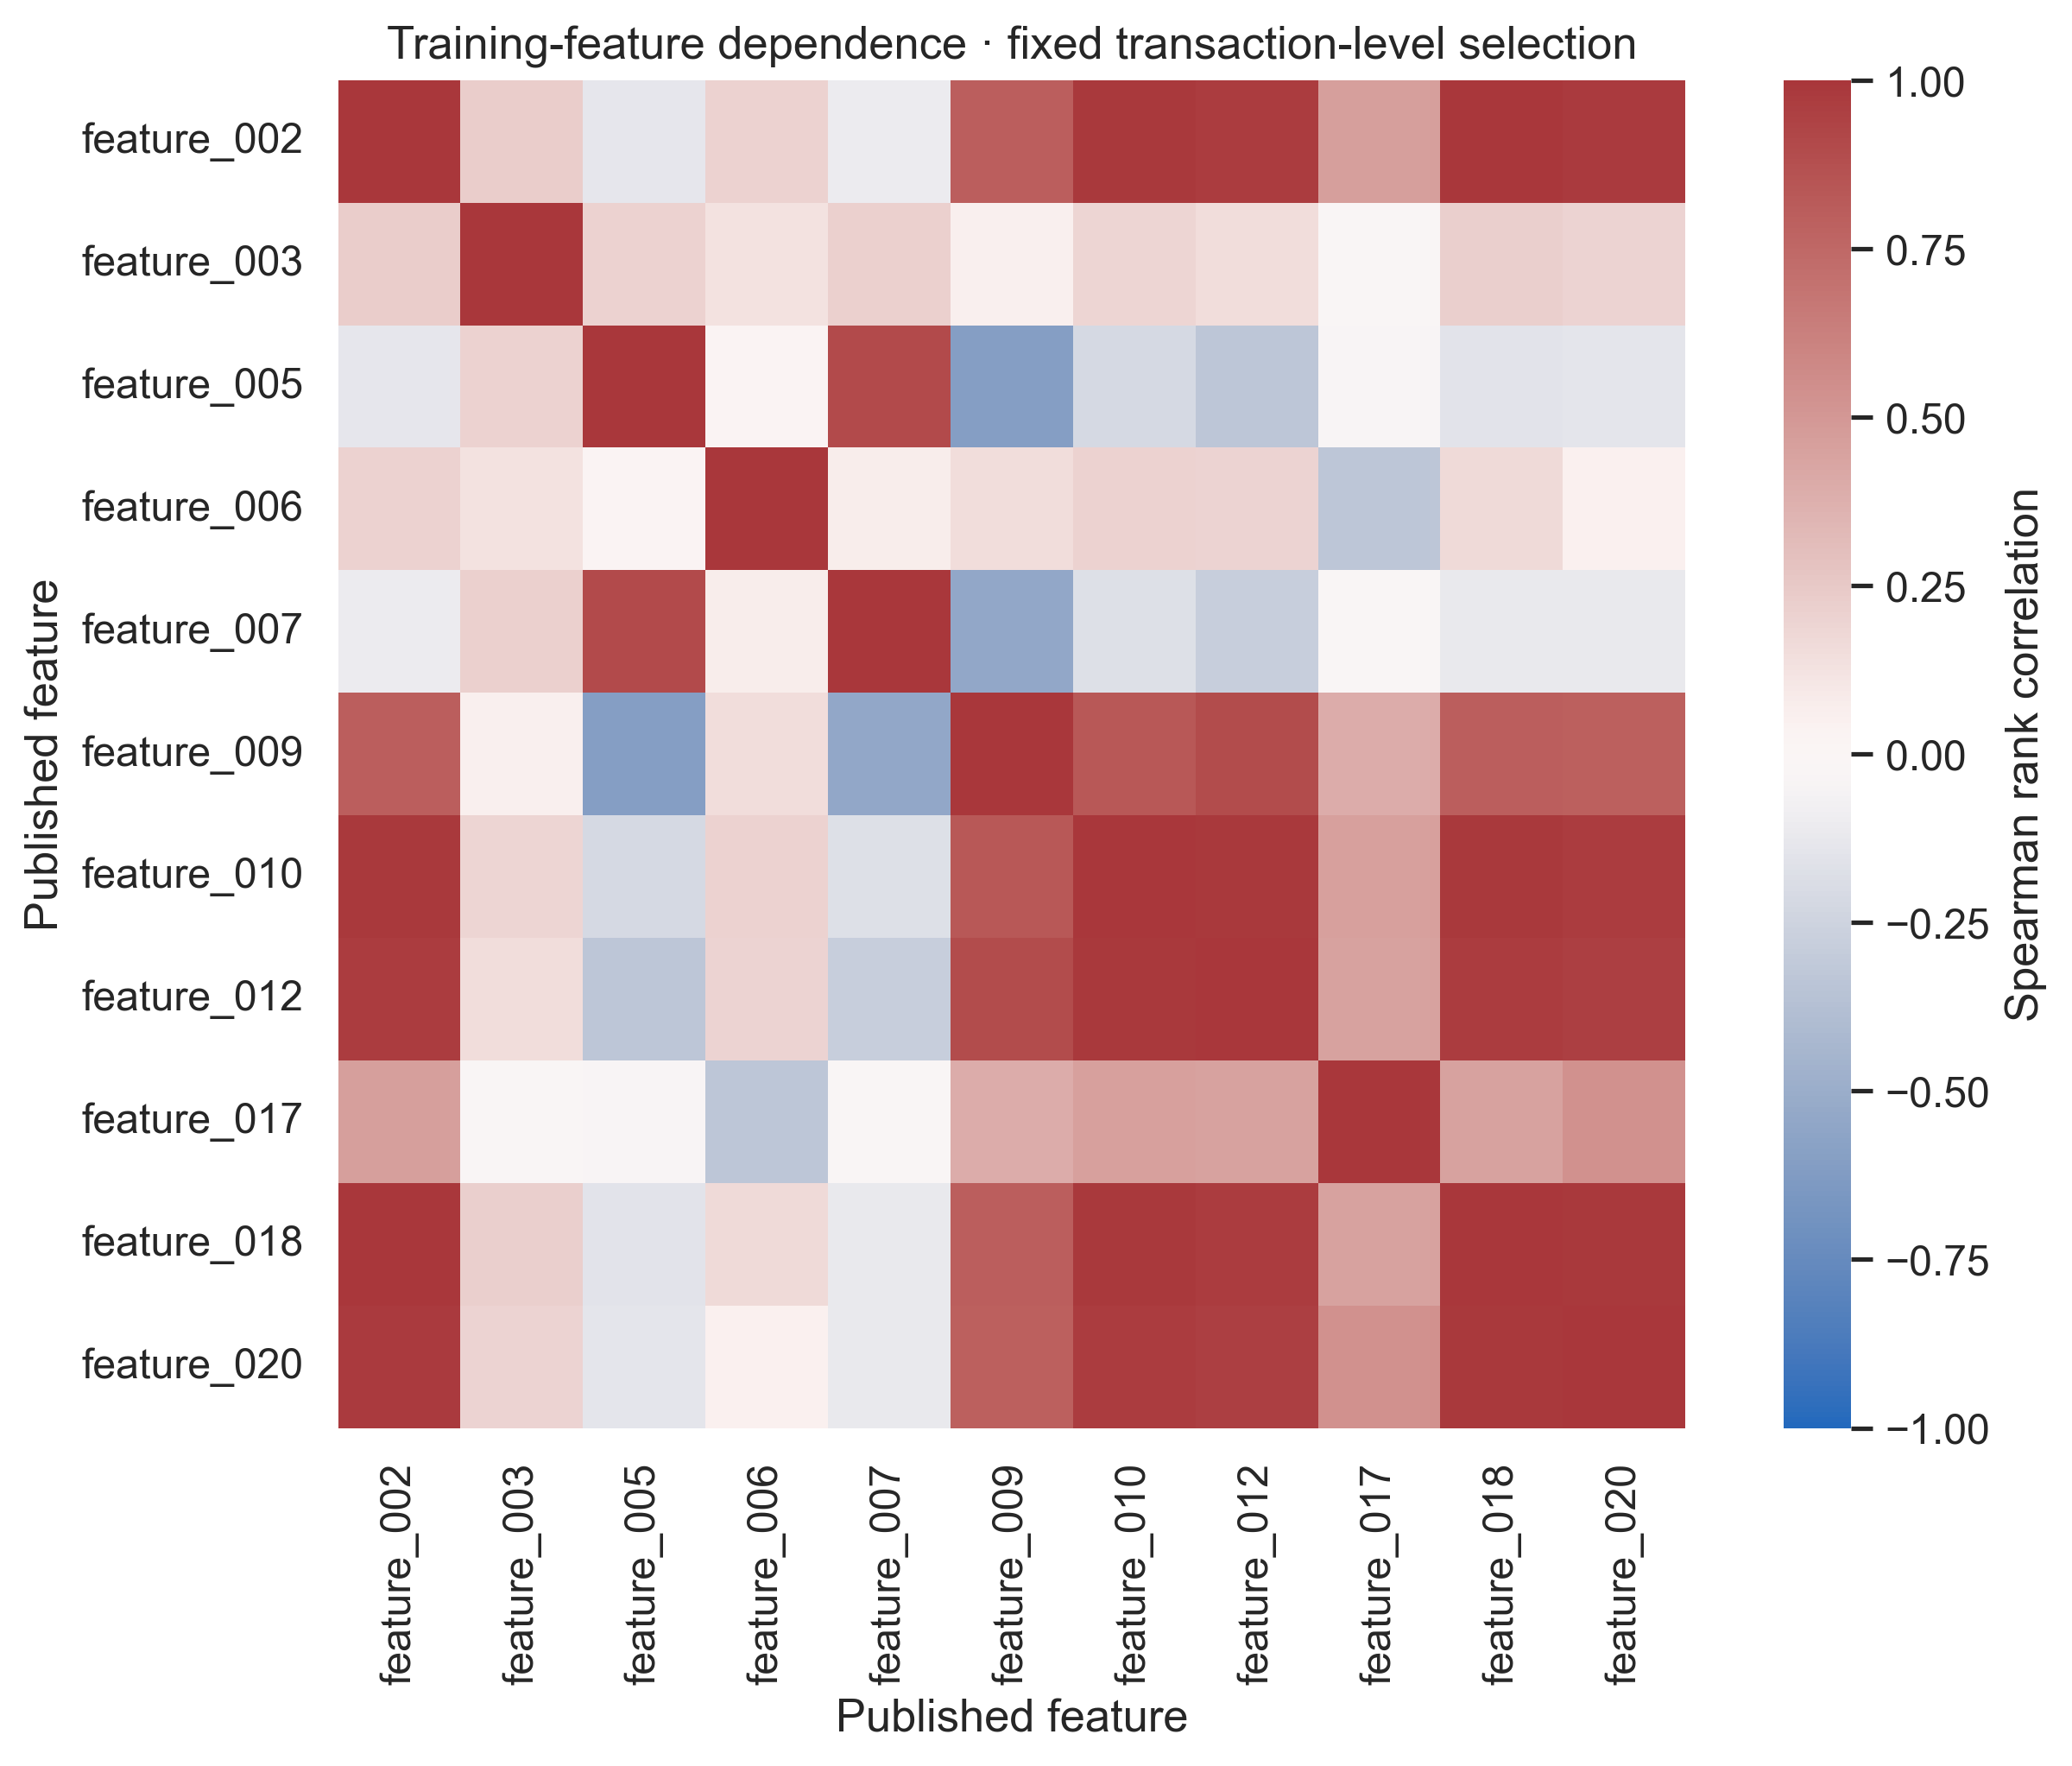 Training-feature dependence · fixed transaction-level selection
Published feature
feature_002
feature_003
feature_005
feature_006
feature_007
feature_009
feature_010
feature_012
feature_017
feature_018
feature_020
feature_002
feature_003
feature_005
feature_006
feature_007
feature_009
feature_010
feature_012
feature_017
feature_018
feature_020
Published feature
1.00
0.75
0.50
0.25
0.00
−0.25
−0.50
−0.75
−1.00
Spearman rank correlation